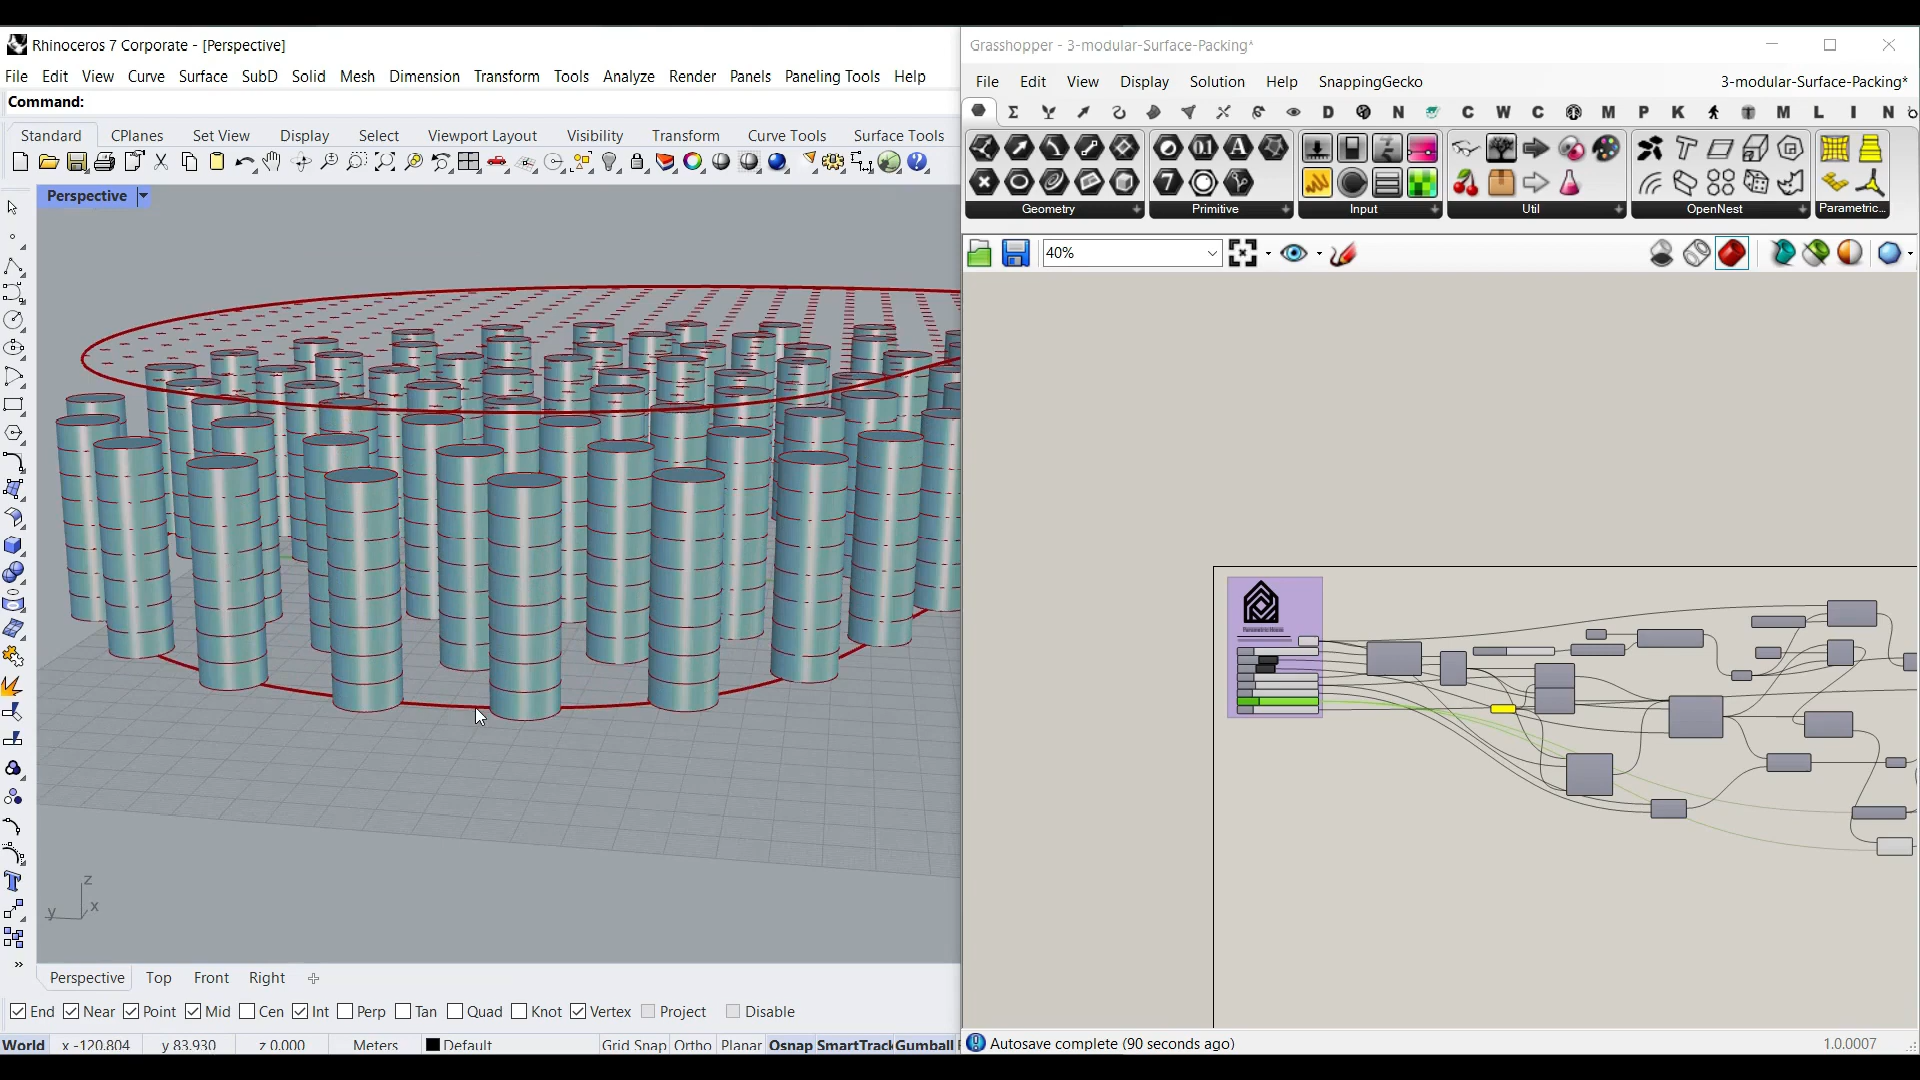 Rhinoceros 7 Corporate - [Perspective]
File Edit View Curve Surface SubD Solid Mesh Dimension Transform Tools Analyze Render Panels Paneling Tools Help
Command:
Standard CPlanes Set View Display Select Viewport Layout Visibility Transform Curve Tools Surface Tools
Perspective
z
y x
Perspective Top Front Right
End Near Point Mid Cen Int Perp Tan Quad Knot Vertex Project Disable
World x -120.804 y 83.930 z 0.000 Meters Default Grid Snap Ortho Planar Osnap SmartTrack Gumball
Grasshopper - 3-modular-Surface-Packing*
File Edit View Display Solution Help SnappingGecko 3-modular-Surface-Packing*
D N C W C M P K M L I N
Geometry Primitive Input Util OpenNest Parametric...
40%
Autosave complete (90 seconds ago) 1.0.0007